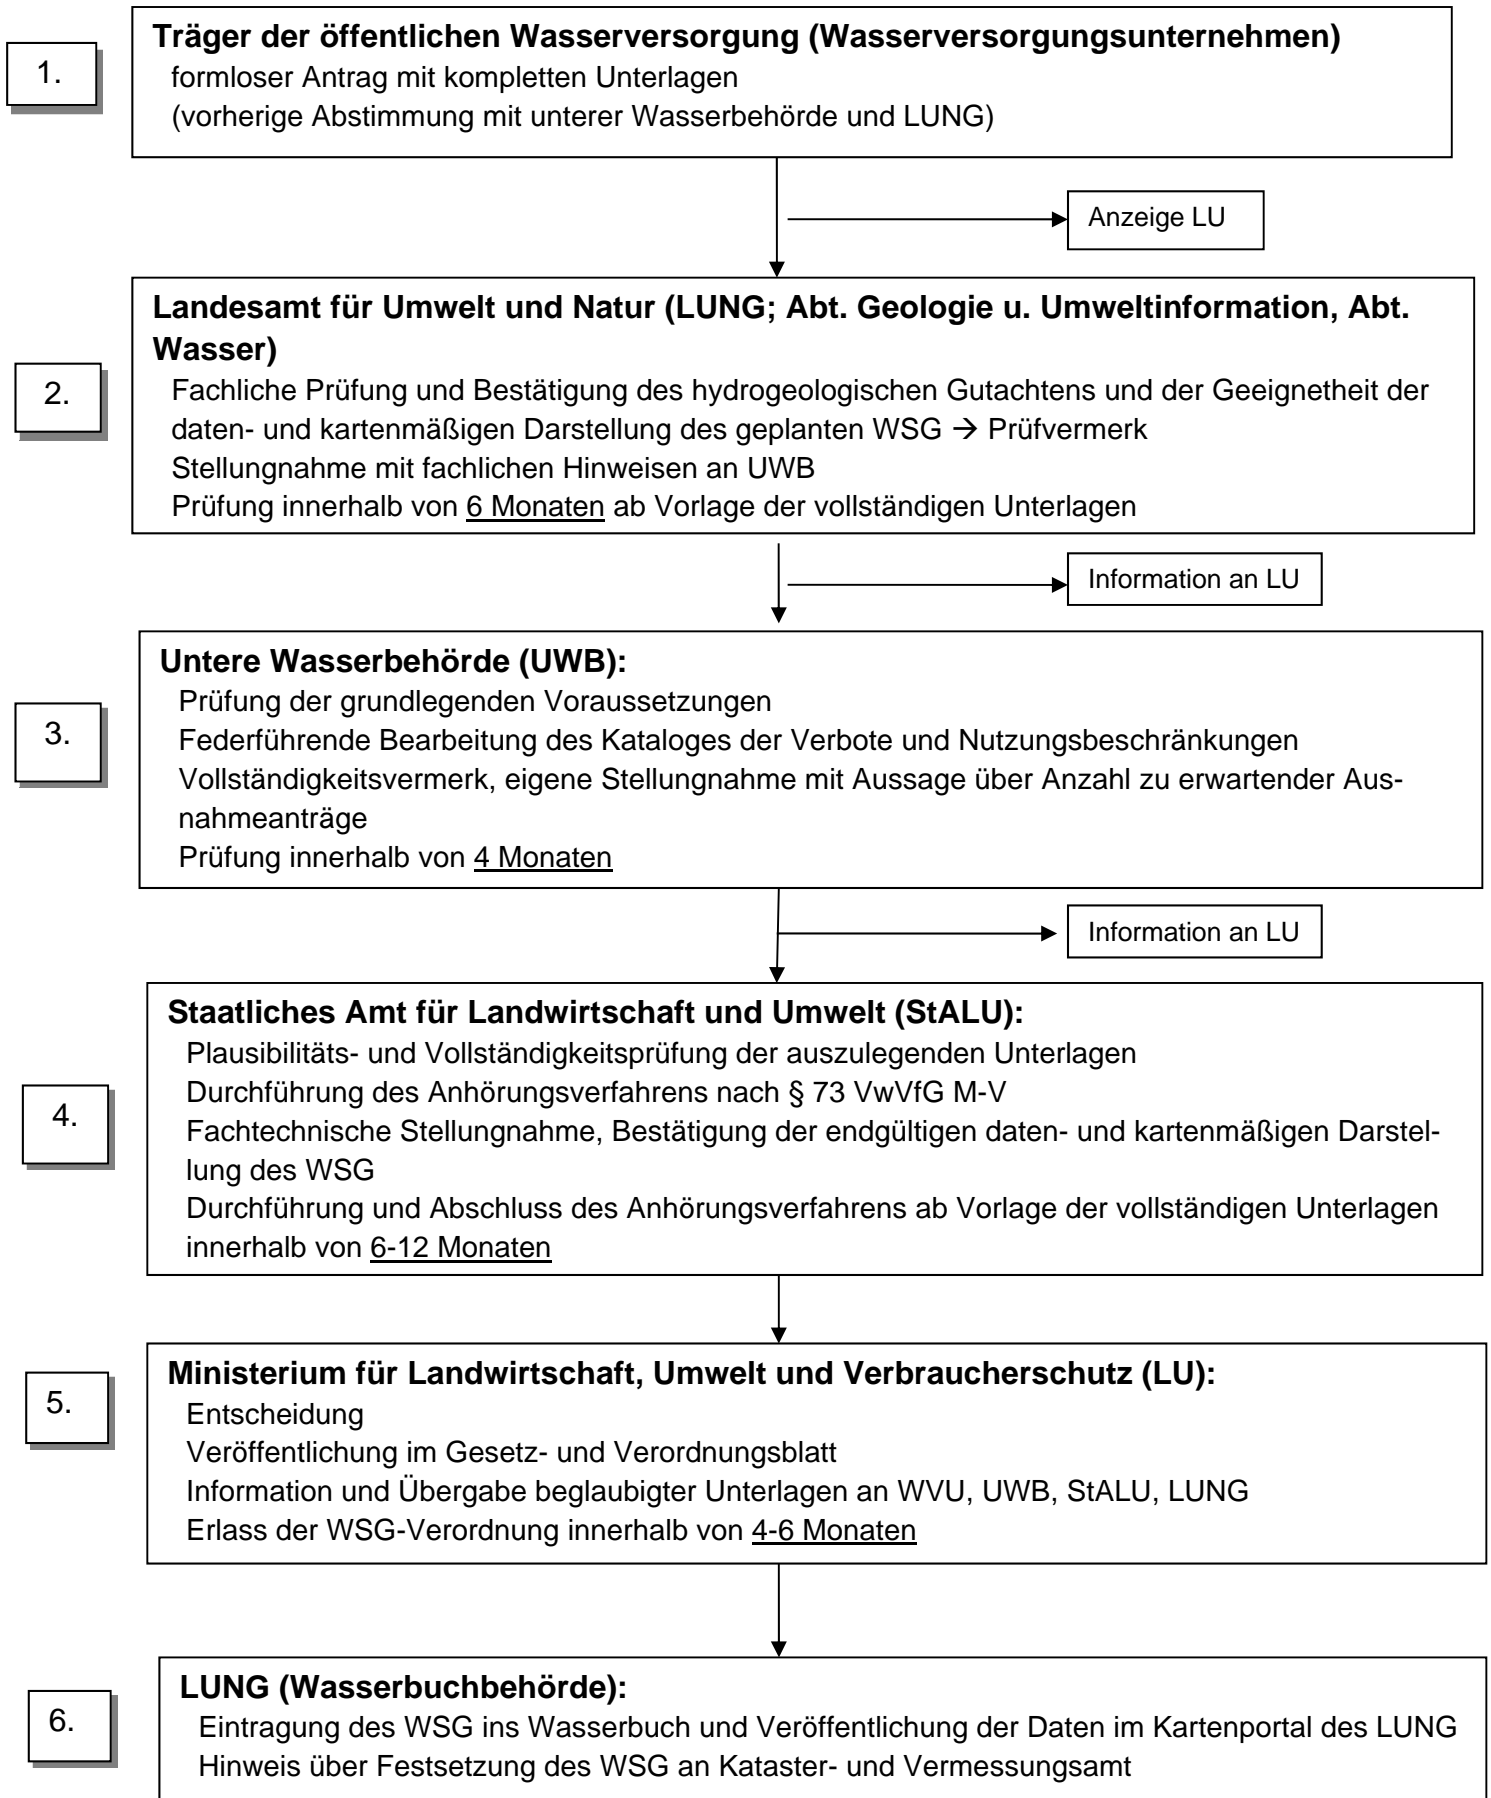 1.
Träger der öffentlichen Wasserversorgung (Wasserversorgungsunternehmen)
formloser Antrag mit kompletten Unterlagen
(vorherige Abstimmung mit unterer Wasserbehörde und LUNG)
Anzeige LU
2.
Landesamt für Umwelt und Natur (LUNG; Abt. Geologie u. Umweltinformation, Abt.
Wasser)
Fachliche Prüfung und Bestätigung des hydrogeologischen Gutachtens und der Geeignetheit der
daten- und kartenmäßigen Darstellung des geplanten WSG → Prüfvermerk
Stellungnahme mit fachlichen Hinweisen an UWB
Prüfung innerhalb von 6 Monaten ab Vorlage der vollständigen Unterlagen
Information an LU
3.
Untere Wasserbehörde (UWB):
Prüfung der grundlegenden Voraussetzungen
Federführende Bearbeitung des Kataloges der Verbote und Nutzungsbeschränkungen
Vollständigkeitsvermerk, eigene Stellungnahme mit Aussage über Anzahl zu erwartender Aus-
nahmeanträge
Prüfung innerhalb von 4 Monaten
Information an LU
4.
Staatliches Amt für Landwirtschaft und Umwelt (StALU):
Plausibilitäts- und Vollständigkeitsprüfung der auszulegenden Unterlagen
Durchführung des Anhörungsverfahrens nach § 73 VwVfG M-V
Fachtechnische Stellungnahme, Bestätigung der endgültigen daten- und kartenmäßigen Darstel-
lung des WSG
Durchführung und Abschluss des Anhörungsverfahrens ab Vorlage der vollständigen Unterlagen
innerhalb von 6-12 Monaten
5.
Ministerium für Landwirtschaft, Umwelt und Verbraucherschutz (LU):
Entscheidung
Veröffentlichung im Gesetz- und Verordnungsblatt
Information und Übergabe beglaubigter Unterlagen an WVU, UWB, StALU, LUNG
Erlass der WSG-Verordnung innerhalb von 4-6 Monaten
6.
LUNG (Wasserbuchbehörde):
Eintragung des WSG ins Wasserbuch und Veröffentlichung der Daten im Kartenportal des LUNG
Hinweis über Festsetzung des WSG an Kataster- und Vermessungsamt